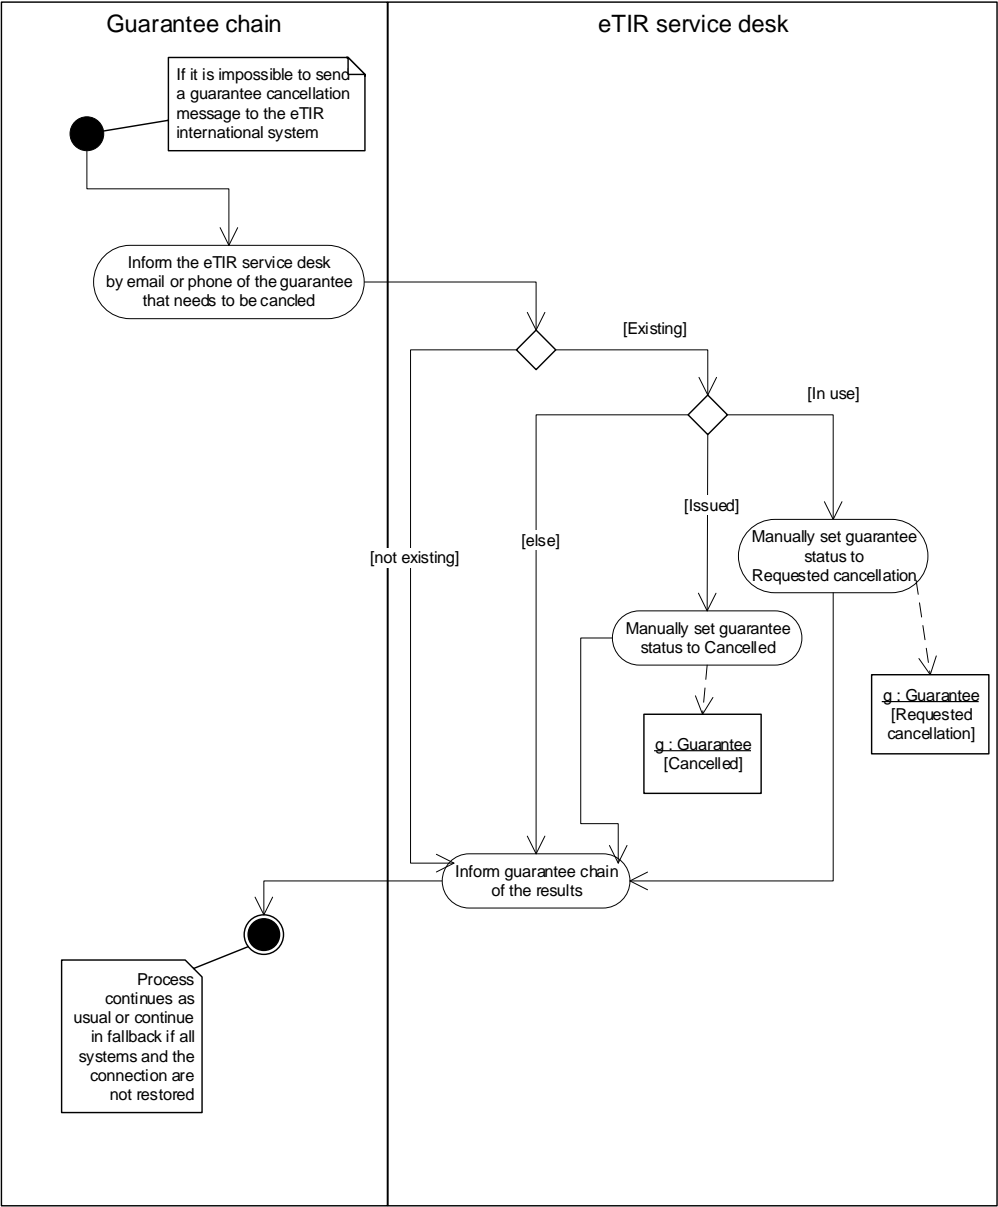 Guarantee chain
eTIR service desk
If it is impossible to send
a guarantee cancellation
message to the eTIR
international system
Inform the eTIR service desk
by email or phone of the guarantee
that needs to be cancled
[Existing]
[In use]
[Issued]
[else]
[not existing]
Manually set guarantee
status to
Requested cancellation
Manually set guarantee
status to Cancelled
g : Guarantee
[Requested
cancellation]
g : Guarantee
[Cancelled]
Inform guarantee chain
of the results
Process
continues as
usual or continue
in fallback if all
systems and the
connection are
not restored